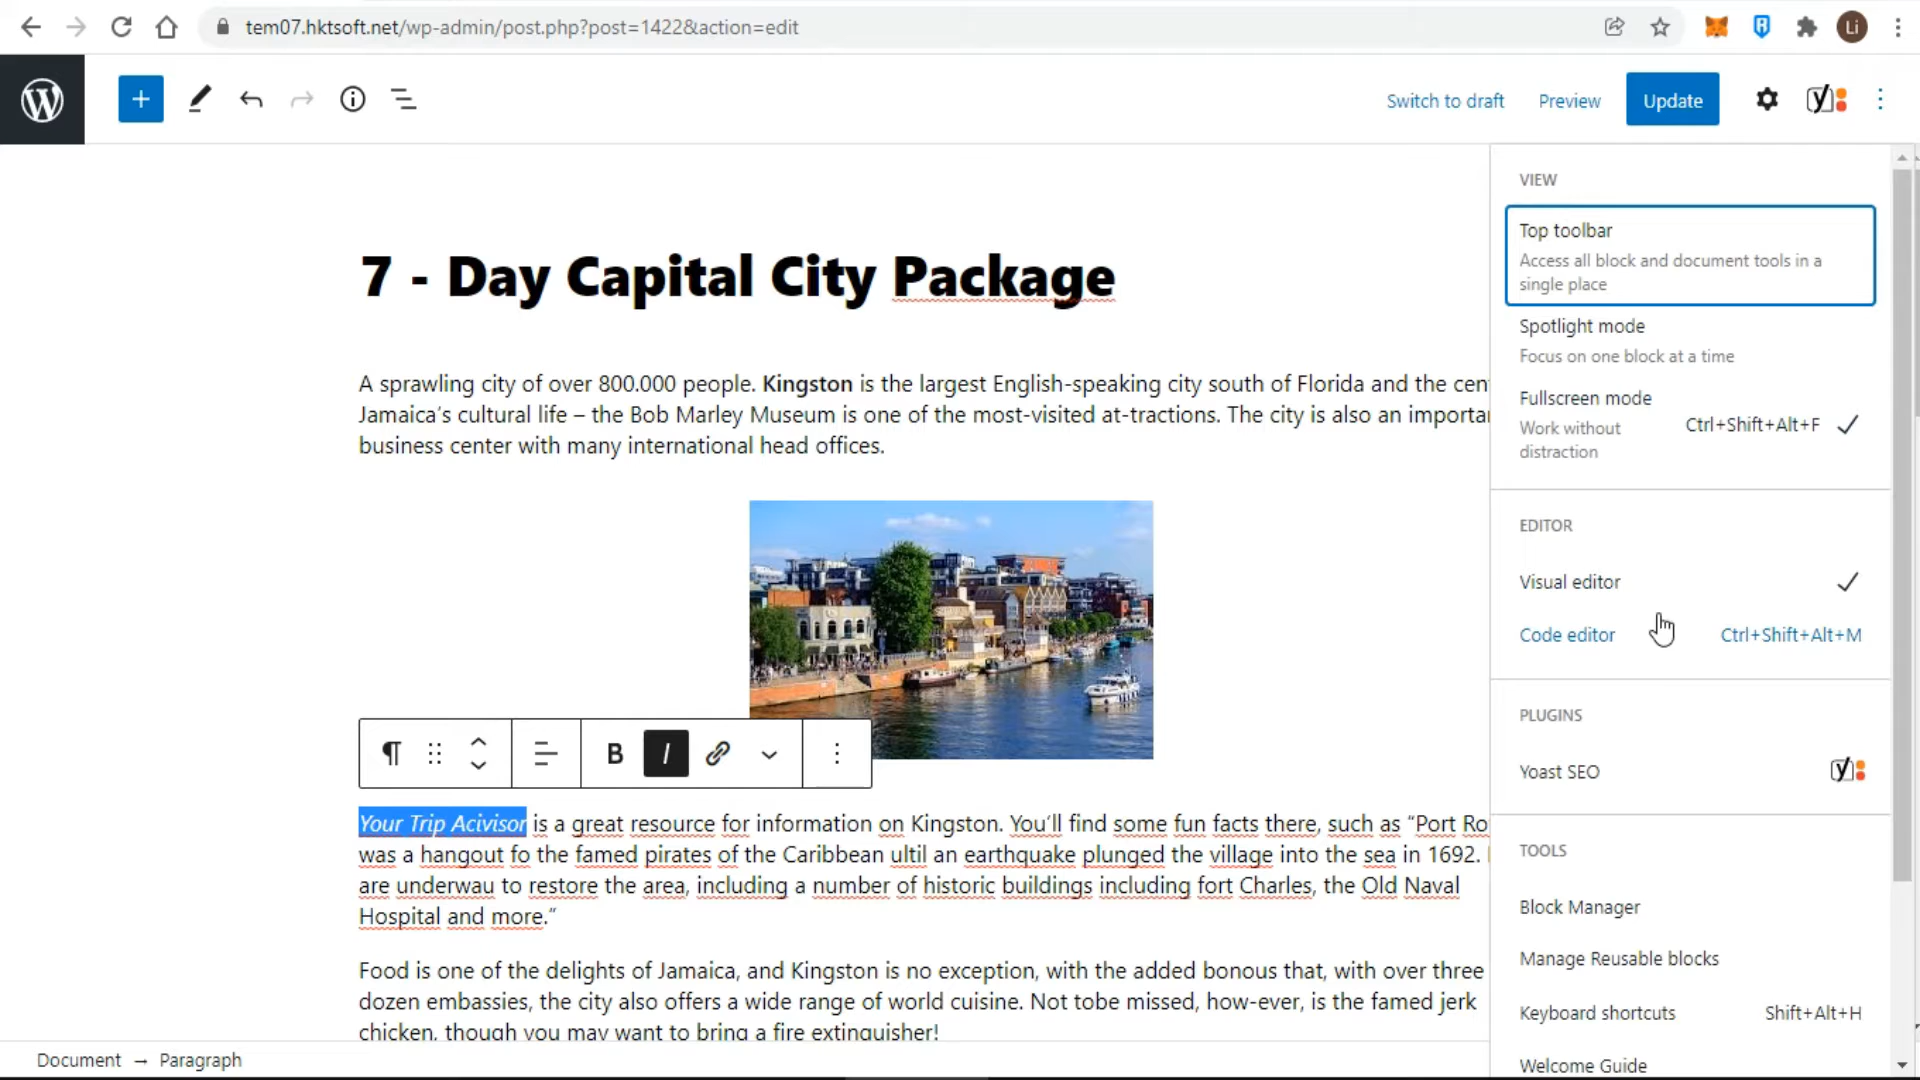 tem07.hktsoft.net/wp-admin/post.php?post=1422&action=edit
Li
Switch to draft
Preview
Update
7 - Day Capital City Package
A sprawling city of over 800.000 people. Kingston is the largest English-speaking city south of Florida and the cen
Jamaica's cultural life – the Bob Marley Museum is one of the most-visited at-tractions. The city is also an importa
business center with many international head offices.
B I
Your Trip Acivisor is a great resource for information on Kingston. You'll find some fun facts there, such as “Port Ro
was a hangout fo the famed pirates of the Caribbean ultil an earthquake plunged the village into the sea in 1692.
are underwau to restore the area, including a number of historic buildings including fort Charles, the Old Naval
Hospital and more.”
Food is one of the delights of Jamaica, and Kingston is no exception, with the added bonous that, with over three
dozen embassies, the city also offers a wide range of world cuisine. Not tobe missed, how-ever, is the famed jerk
chicken, though you may want to bring a fire extinguisher!
Document → Paragraph
VIEW
Top toolbar
Access all block and document tools in a
single place
Spotlight mode
Focus on one block at a time
Fullscreen mode
Work without
distraction
Ctrl+Shift+Alt+F
EDITOR
Visual editor
Code editor
Ctrl+Shift+Alt+M
PLUGINS
Yoast SEO
TOOLS
Block Manager
Manage Reusable blocks
Keyboard shortcuts
Shift+Alt+H
Welcome Guide